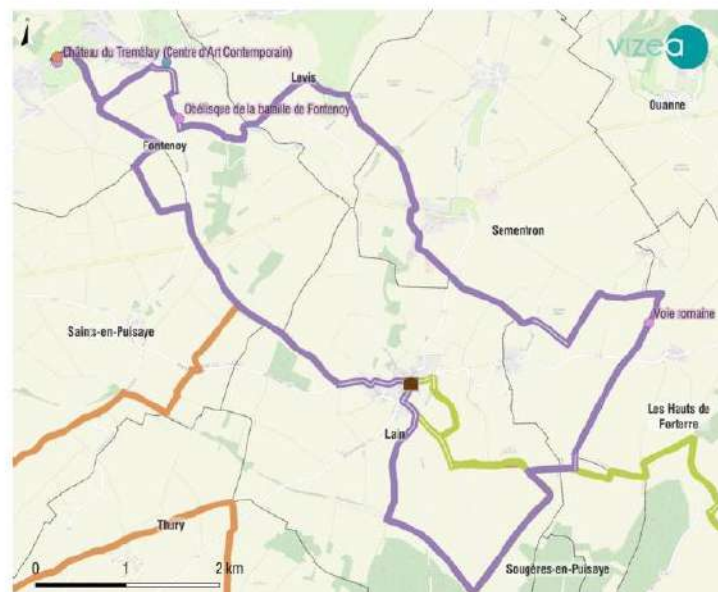 vizea
Château du Tremblay (Centre d'Art Contemporain)
Levis
Ouanne
Obélisque de la bataille de Fontenoy
Fontenoy
Sementron
Voie romaine
Saints-en-Puisaye
Les Hauts de
Forterre
Lain
Thury
Sougères-en-Puisaye
0 1 2 km